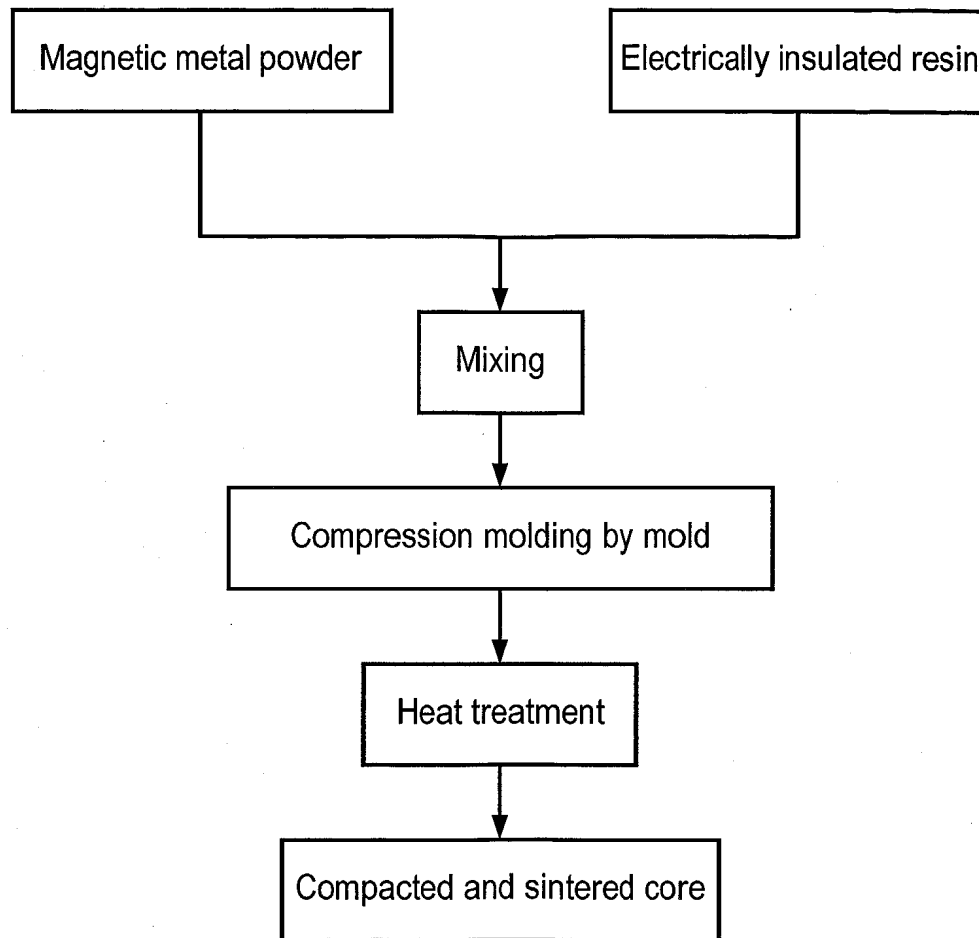 Magnetic metal powder
Electrically insulated resin
Mixing
Compression molding by mold
Heat treatment
Compacted and sintered core